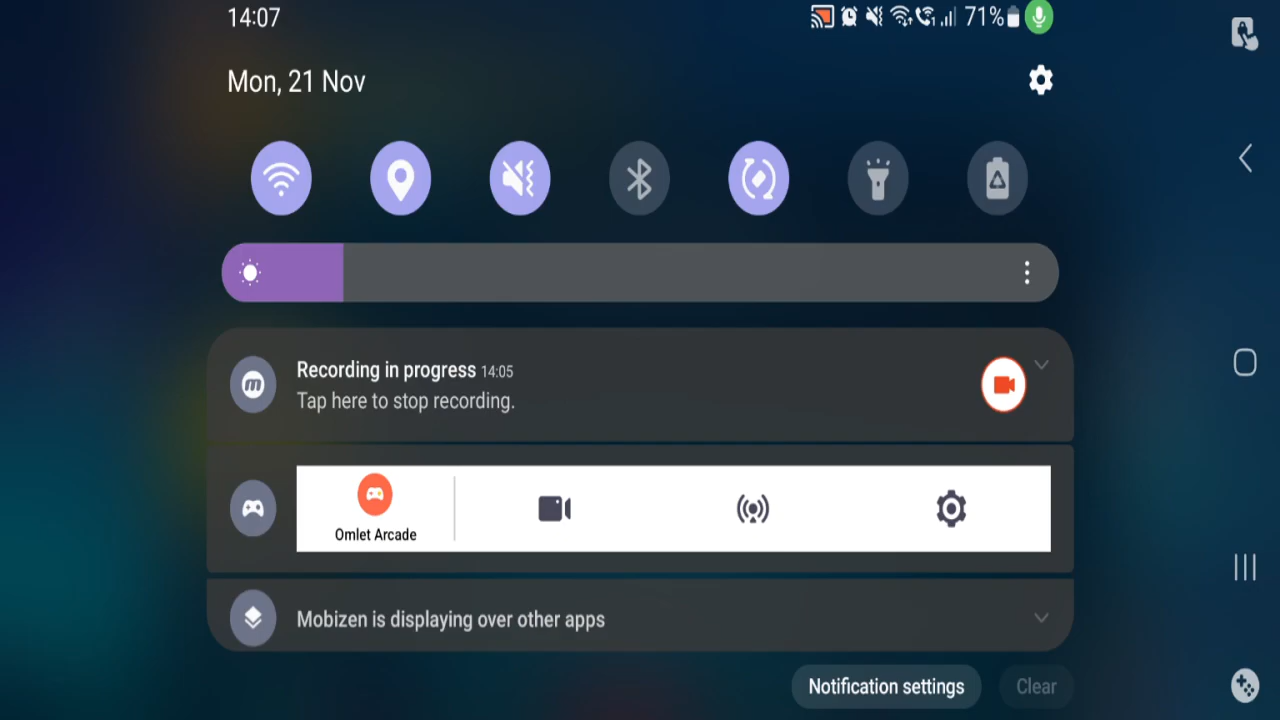 14:07
71%
Mon, 21 Nov
Recording in progress 14:05
Tap here to stop recording.
Omlet Arcade
Mobizen is displaying over other apps
Notification settings
Clear